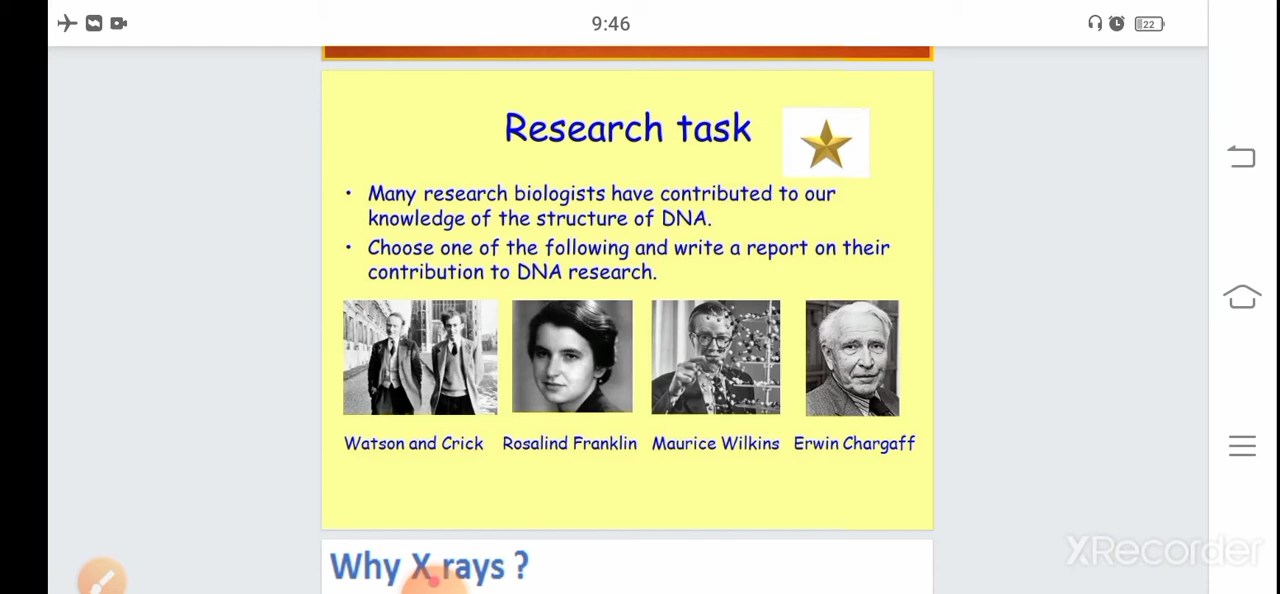 9:46
22
Research task
• Many research biologists have contributed to our
knowledge of the structure of DNA.
• Choose one of the following and write a report on their
contribution to DNA research.
Watson and Crick Rosalind Franklin Maurice Wilkins Erwin Chargaff
XRecorder
Why X rays ?